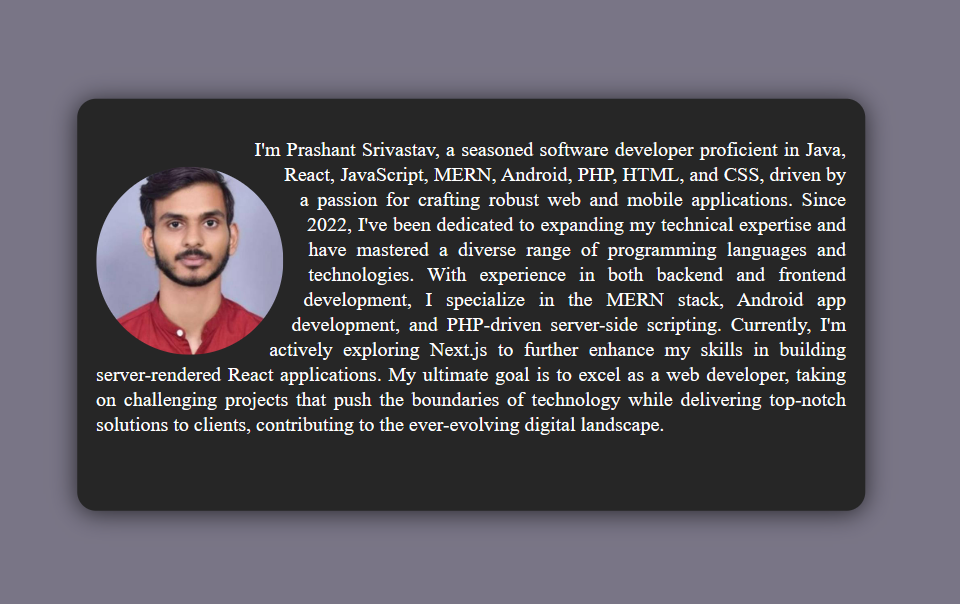 I'm Prashant Srivastav, a seasoned software developer proficient in Java,
React, JavaScript, MERN, Android, PHP, HTML, and CSS, driven by
a passion for crafting robust web and mobile applications. Since
2022, I've been dedicated to expanding my technical expertise and
have mastered a diverse range of programming languages and
technologies. With experience in both backend and frontend
development, I specialize in the MERN stack, Android app
development, and PHP-driven server-side scripting. Currently, I'm
actively exploring Next.js to further enhance my skills in building
server-rendered React applications. My ultimate goal is to excel as a web developer, taking
on challenging projects that push the boundaries of technology while delivering top-notch
solutions to clients, contributing to the ever-evolving digital landscape.